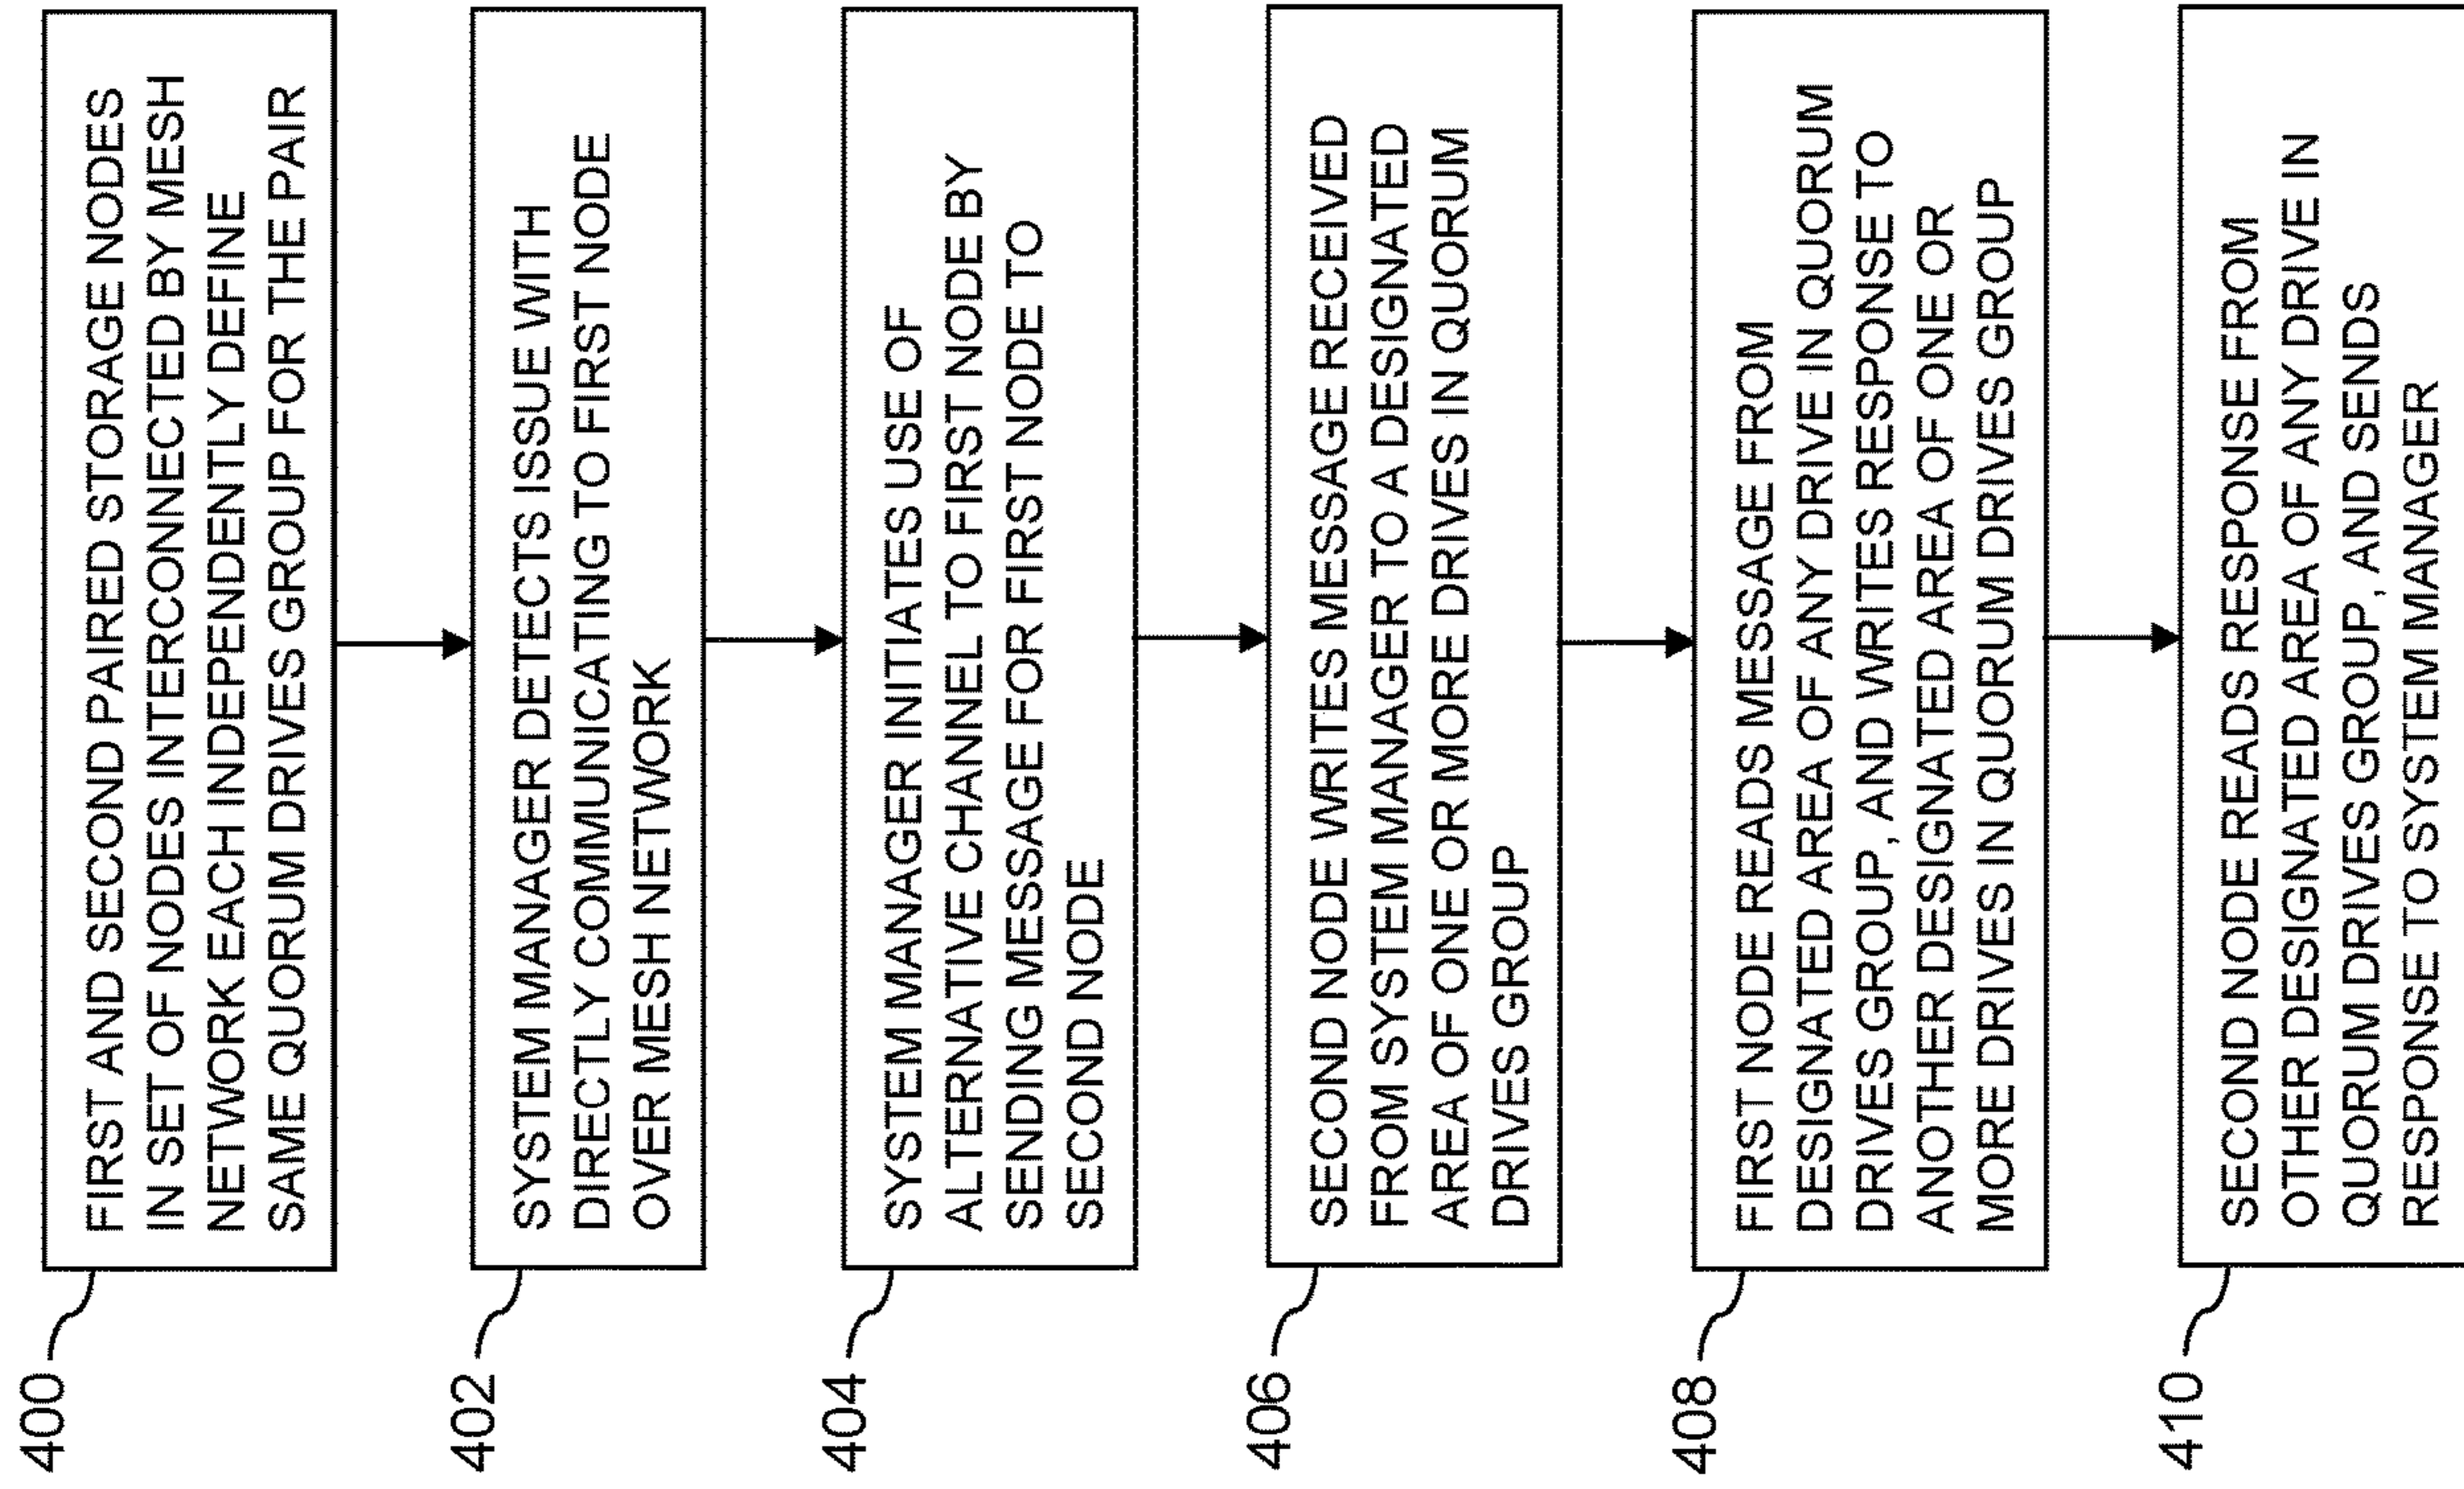 400
FIRST AND SECOND PAIRED STORAGE NODES
IN SET OF NODES INTERCONNECTED BY MESH
NETWORK EACH INDEPENDENTLY DEFINE
SAME QUORUM DRIVES GROUP FOR THE PAIR
402
SYSTEM MANAGER DETECTS ISSUE WITH
DIRECTLY COMMUNICATING TO FIRST NODE
OVER MESH NETWORK
404
SYSTEM MANAGER INITIATES USE OF
ALTERNATIVE CHANNEL TO FIRST NODE BY
SENDING MESSAGE FOR FIRST NODE TO
SECOND NODE
406
SECOND NODE WRITES MESSAGE RECEIVED
FROM SYSTEM MANAGER TO A DESIGNATED
AREA OF ONE OR MORE DRIVES IN QUORUM
DRIVES GROUP
408
FIRST NODE READS MESSAGE FROM
DESIGNATED AREA OF ANY DRIVE IN QUORUM
DRIVES GROUP, AND WRITES RESPONSE TO
ANOTHER DESIGNATED AREA OF ONE OR
MORE DRIVES IN QUORUM DRIVES GROUP
410
SECOND NODE READS RESPONSE FROM
OTHER DESIGNATED AREA OF ANY DRIVE IN
QUORUM DRIVES GROUP, AND SENDS
RESPONSE TO SYSTEM MANAGER